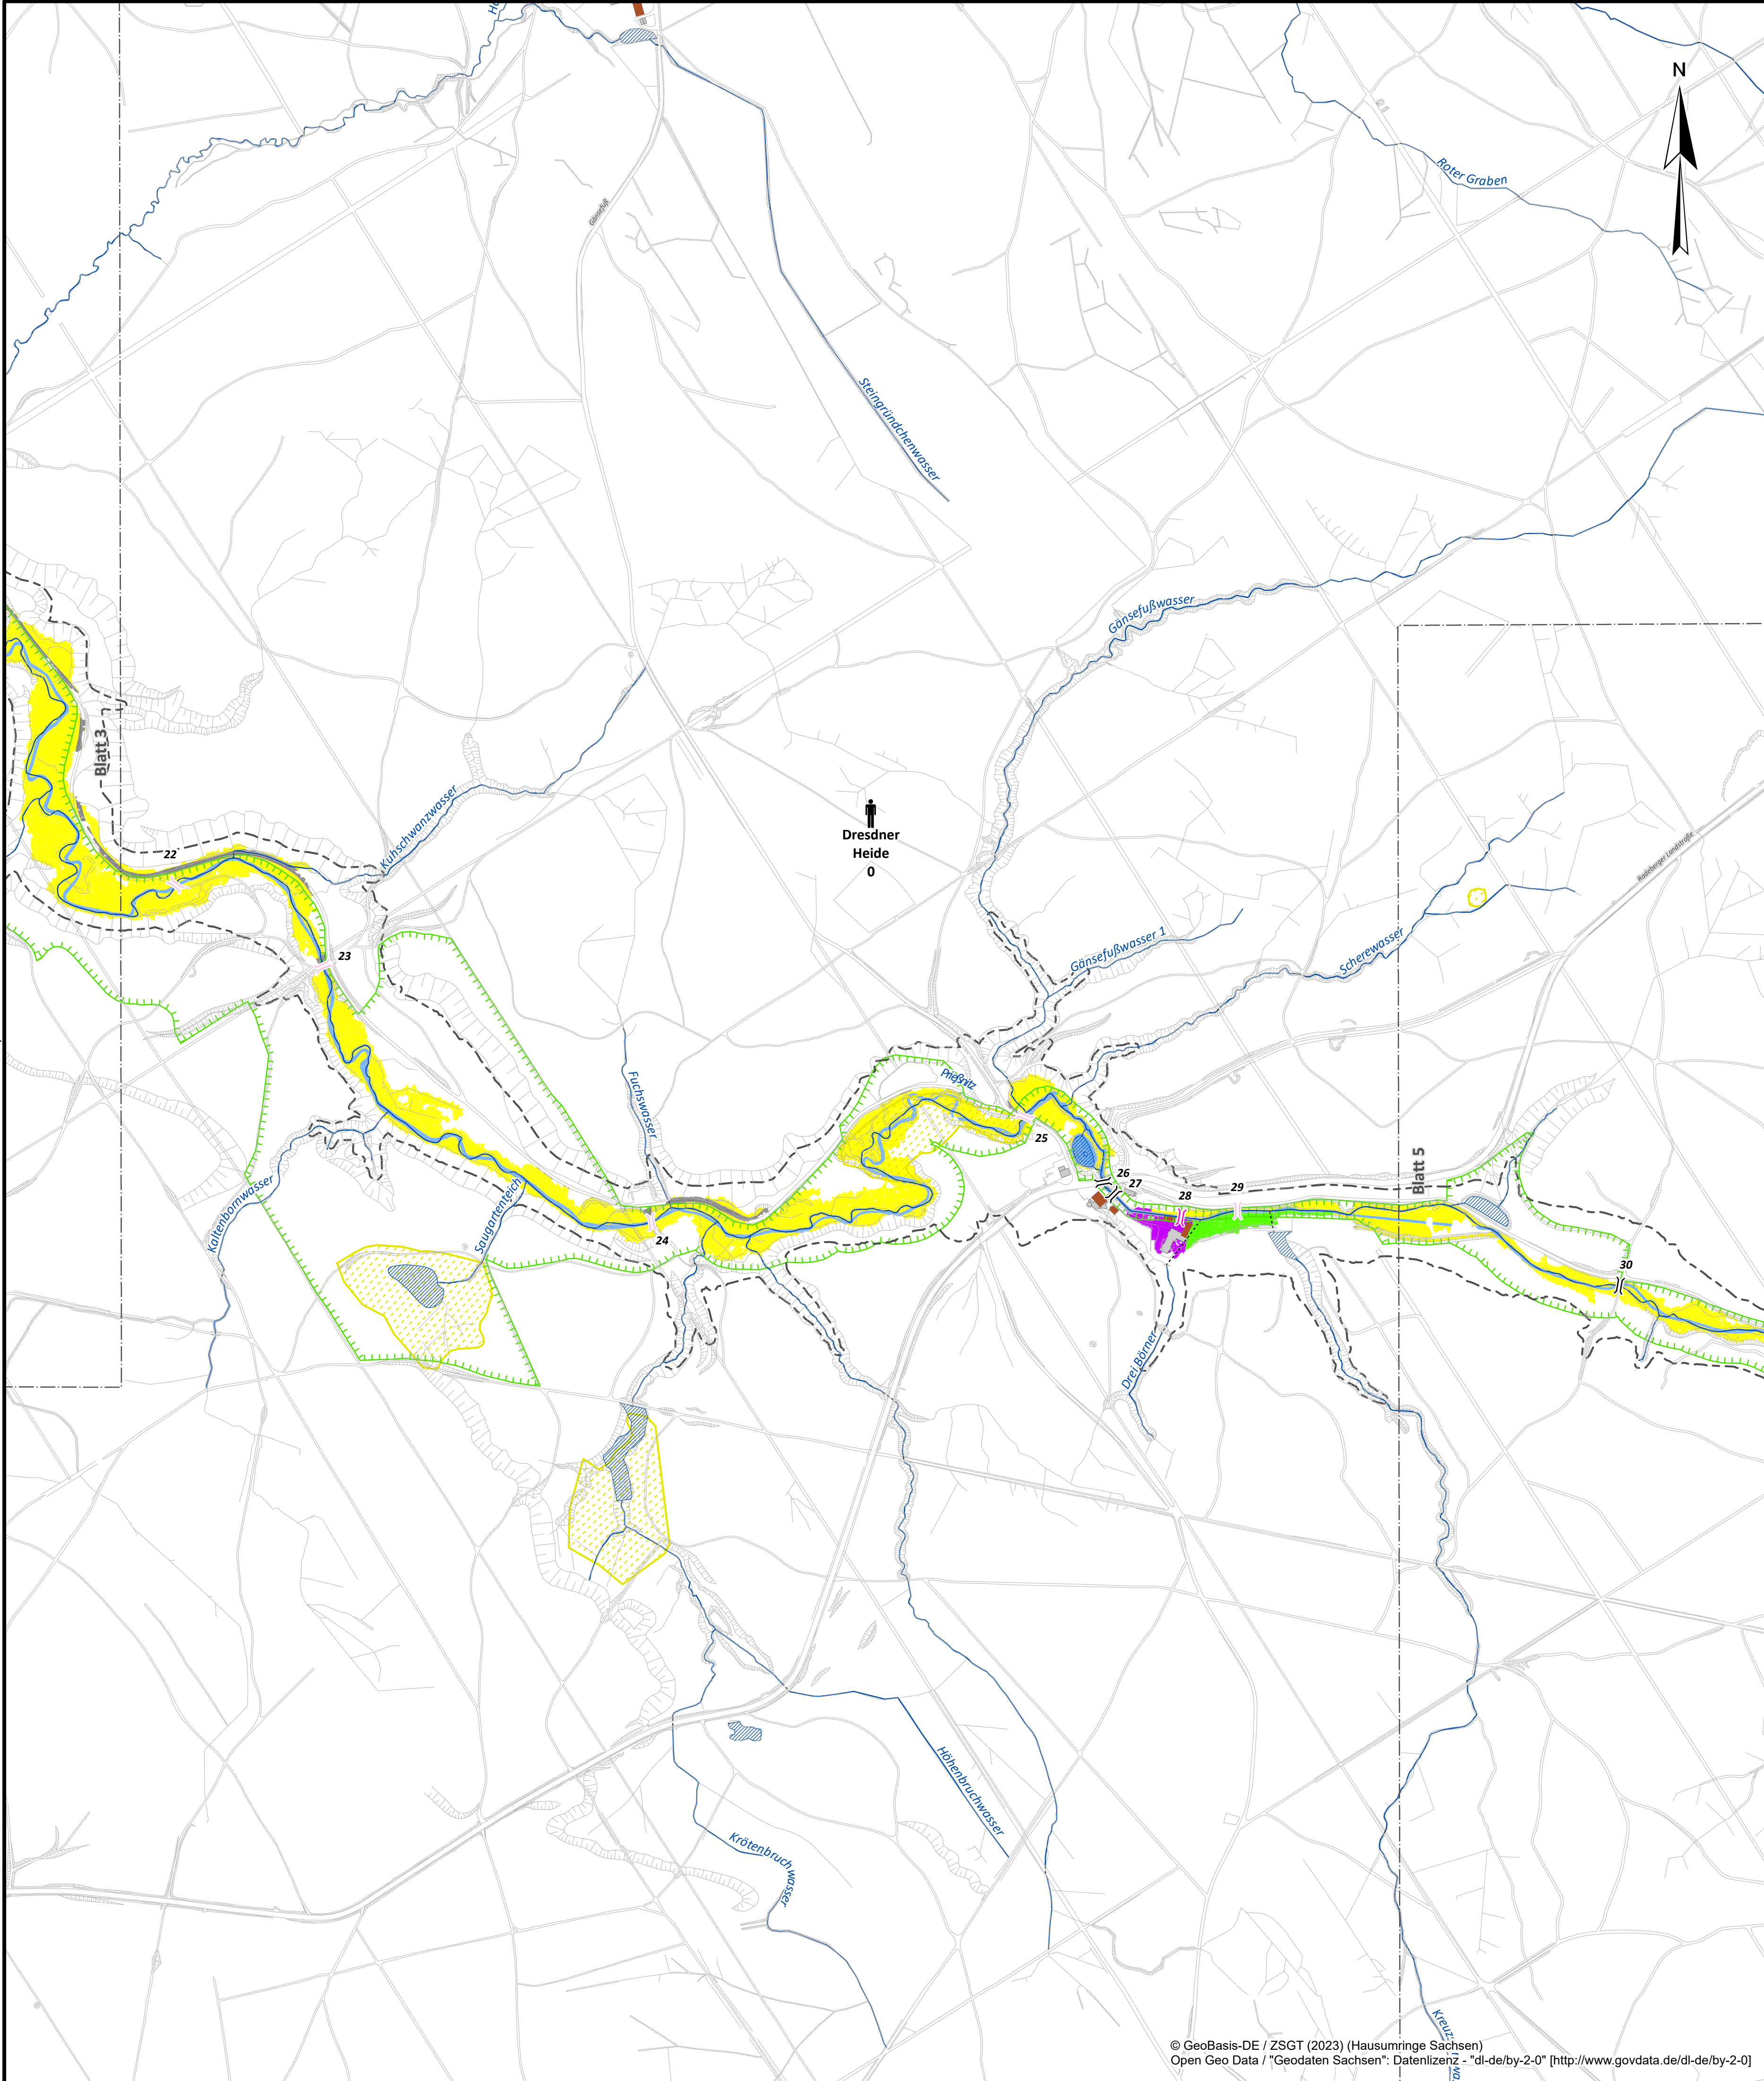 N
Roter Graben
Gänsefuß
Steingründchenwasser
Gänsefußwasser
Blatt 3
Kuhschwanzwasser
22
Dresdner
Heide
0
Radeberger Landstraße
23
Gänsefußwasser 1
Scherewasser
Prießnitz
Fuchswasser
25
Kaltenbornwasser
Saugartenteich
26
27
28
29
Blatt 5
24
30
Drei Börner
Höhenbruchwasser
Krötenbruchwasser
© GeoBasis-DE / ZSGT (2023) (Hausumringe Sachsen)
Open Geo Data / "Geodaten Sachsen": Datenlizenz - "dl-de/by-2-0" [http://www.govdata.de/dl-de/by-2-0]